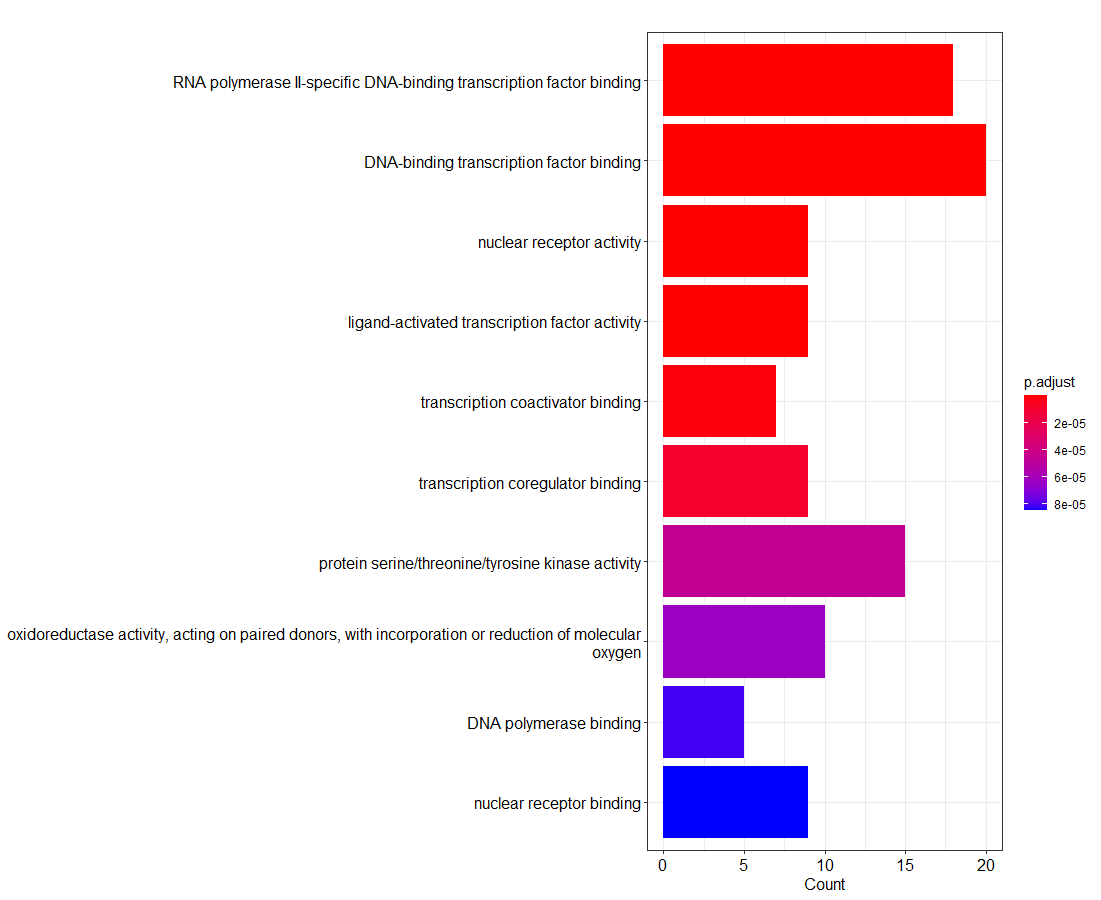 RNA polymerase II-specific DNA-binding transcription factor binding
DNA-binding transcription factor binding
nuclear receptor activity
ligand-activated transcription factor activity
transcription coactivator binding
transcription coregulator binding
protein serine/threonine/tyrosine kinase activity
oxidoreductase activity, acting on paired donors, with incorporation or reduction of molecular
oxygen
DNA polymerase binding
nuclear receptor binding
0 5 10 15 20
Count
p.adjust
2e-05
4e-05
6e-05
8e-05